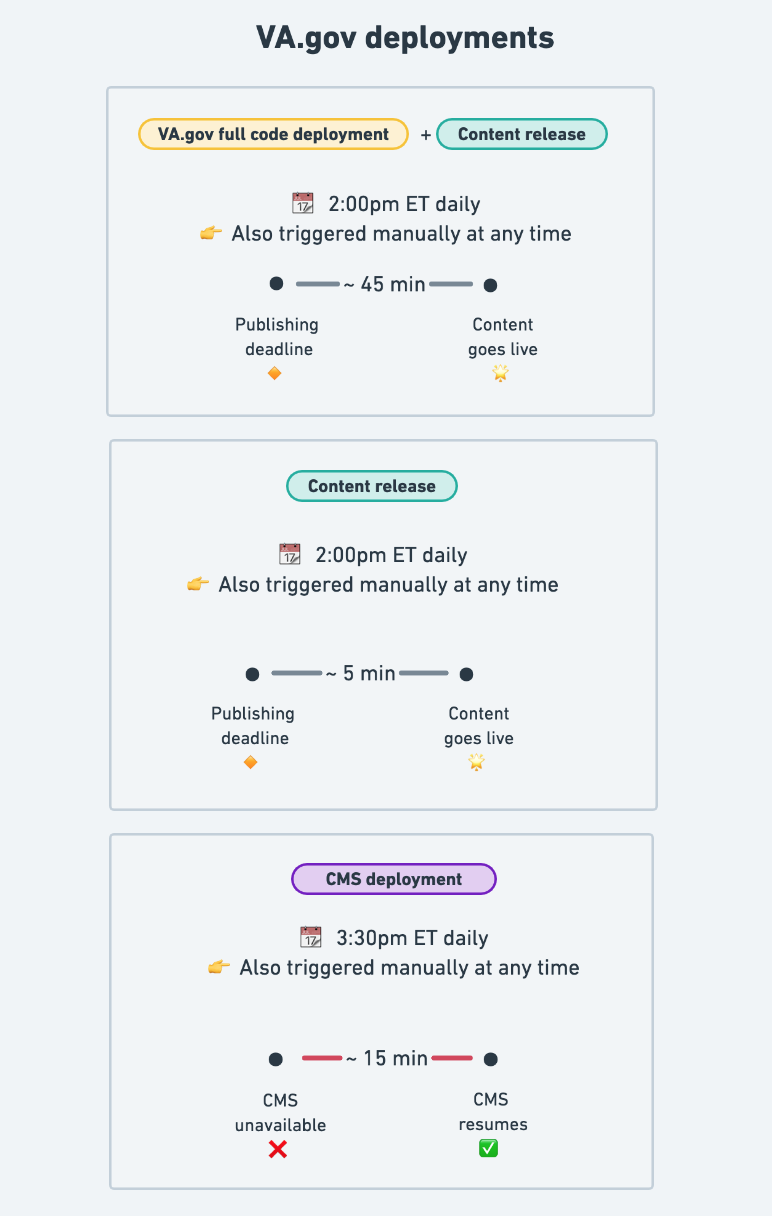 VA.gov deployments
VA.gov full code deployment + Content release
📆 2:00pm ET daily
👉 Also triggered manually at any time
~ 45 min
Publishing deadline
Content goes live
Content release
📆 2:00pm ET daily
👉 Also triggered manually at any time
~ 5 min
Publishing deadline
Content goes live
CMS deployment
📆 3:30pm ET daily
👉 Also triggered manually at any time
~ 15 min
CMS unavailable
CMS resumes